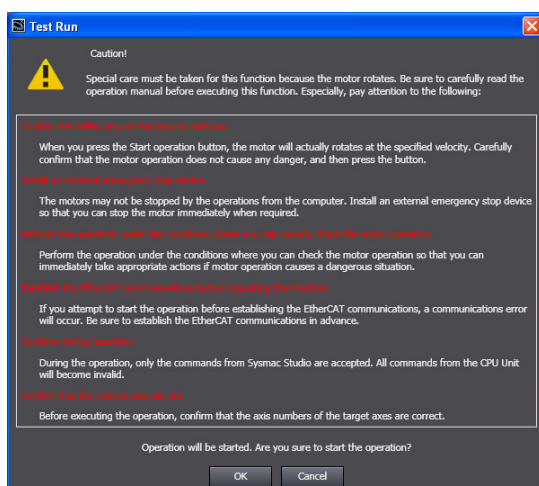 Test Run
Caution!
Special care must be taken for this function because the motor rotates. Be sure to carefully read the
operation manual before executing this function. Especially, pay attention to the following:
Confirm the safety around the moving
When you press the Start operation button, the motor will actually rotates at the specified velocity. Carefully
confirm that the motor operation does not cause any danger, and then press the button.
Install an external emergency stop device.
The motors may not be stopped by the operations from the computer. Install an external emergency stop device
so that you can stop the motor immediately when required.
Perform the operation under the conditions where you can visually check the motor operation.
Perform the operation under the conditions where you can check the motor operation so that you can
immediately take appropriate actions if motor operation causes a dangerous situation.
Establish the EtherCAT communications before executing this function.
If you attempt to start the operation before establishing the EtherCAT communications, a communications error
will occur. Be sure to establish the EtherCAT communications in advance.
Cautions during operation
During the operation, only the commands from Sysmac Studio are accepted. All commands from the CPU Unit
will become invalid.
Confirm that the correct axes are set.
Before executing the operation, confirm that the axis numbers of the target axes are correct.
Operation will be started. Are you sure to start the operation?
OK
Cancel